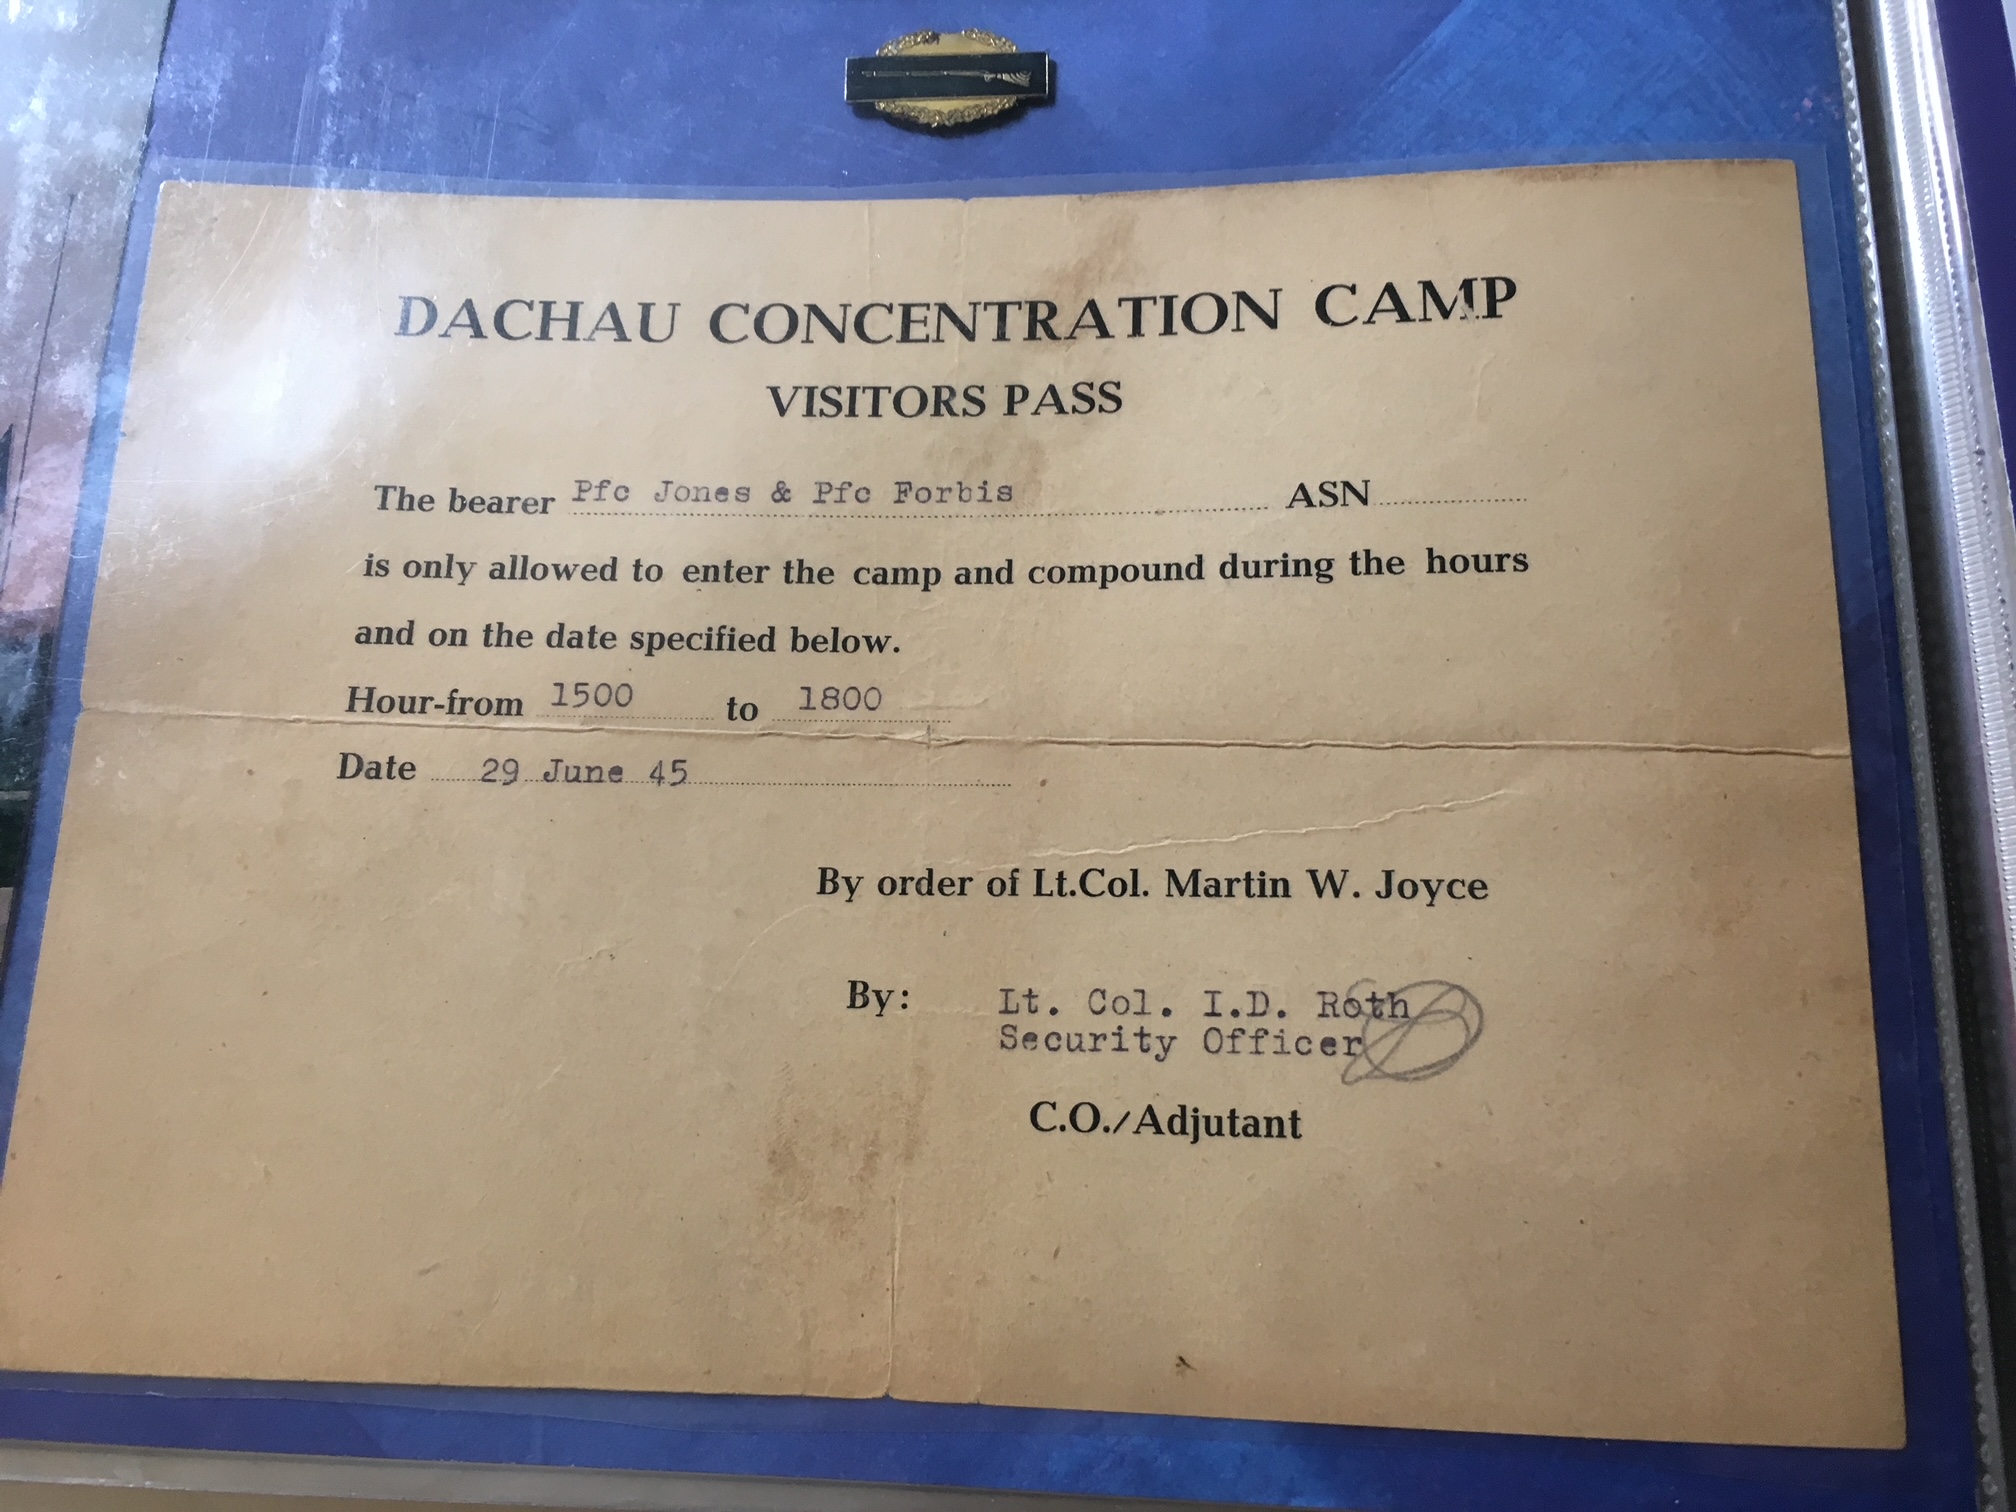 DACHAU CONCENTRATION CAMP
VISITORS PASS
The bearer Pfc Jones & Pfc Forbis ASN
is only allowed to enter the camp and compound during the hours
and on the date specified below.
Hour-from 1500 to 1800
Date 29 June 45
By order of Lt.Col. Martin W. Joyce
By: Lt. Col. I.D. Roth
Security Officer
C.O./Adjutant